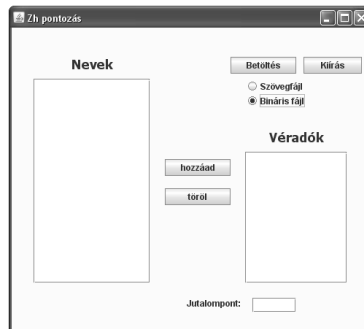 Zh pontozás
Nevek
Betöltés Kiírás
Szövegfájl
Bináris fájl
Véradók
hozzáad
töröl
Jutalompont: